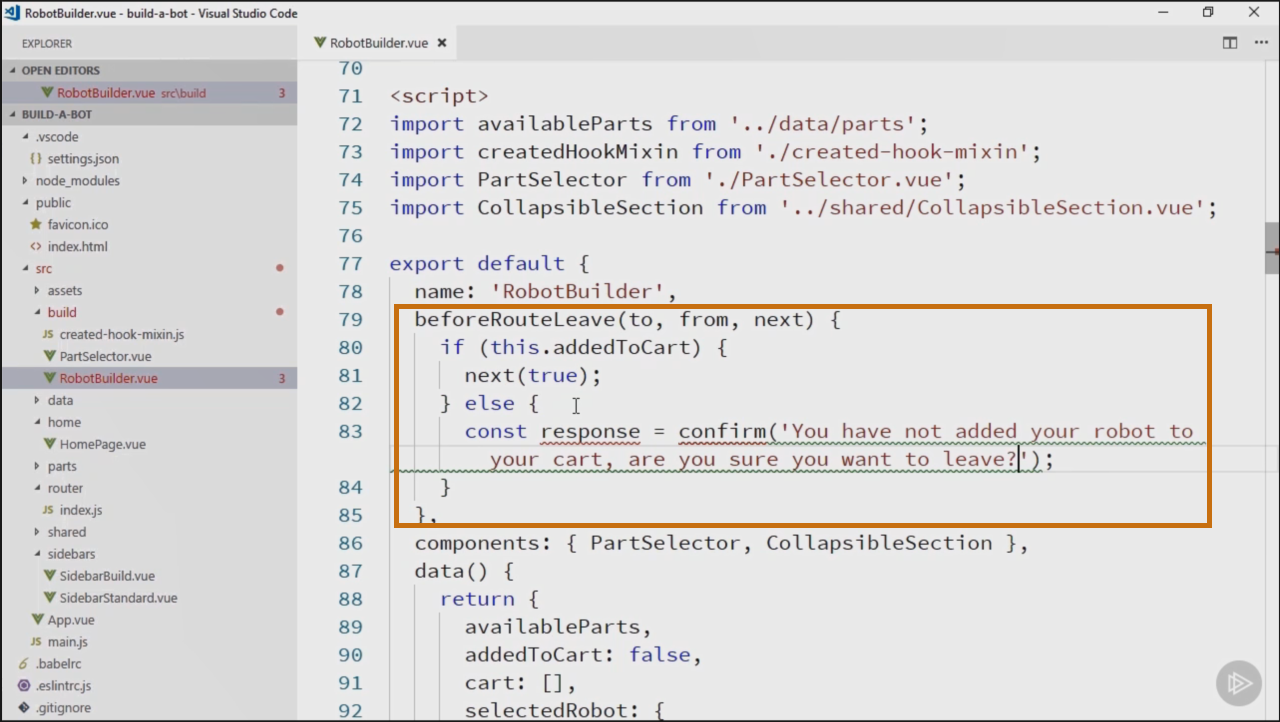 RobotBuilder.vue - build-a-bot - Visual Studio Code
EXPLORER
OPEN EDITORS
RobotBuilder.vue src\build 3
BUILD-A-BOT
.vscode
{} settings.json
node_modules
public
favicon.ico
<> index.html
src
assets
build
JS created-hook-mixin.js
PartSelector.vue
RobotBuilder.vue 3
data
home
HomePage.vue
parts
router
JS index.js
shared
sidebars
SidebarBuild.vue
SidebarStandard.vue
App.vue
JS main.js
.babelrc
.eslintrc.js
.gitignore
RobotBuilder.vue
70
71 <script>
72 import availableParts from '../data/parts';
73 import createdHookMixin from './created-hook-mixin';
74 import PartSelector from './PartSelector.vue';
75 import CollapsibleSection from '../shared/CollapsibleSection.vue';
76
77 export default {
78 name: 'RobotBuilder',
79 beforeRouteLeave(to, from, next) {
80 if (this.addedToCart) {
81 next(true);
82 } else {
83 const response = confirm('You have not added your robot to
your cart, are you sure you want to leave?');
84 }
85 },
86 components: { PartSelector, CollapsibleSection },
87 data() {
88 return {
89 availableParts,
90 addedToCart: false,
91 cart: [],
92 selectedRobot: {